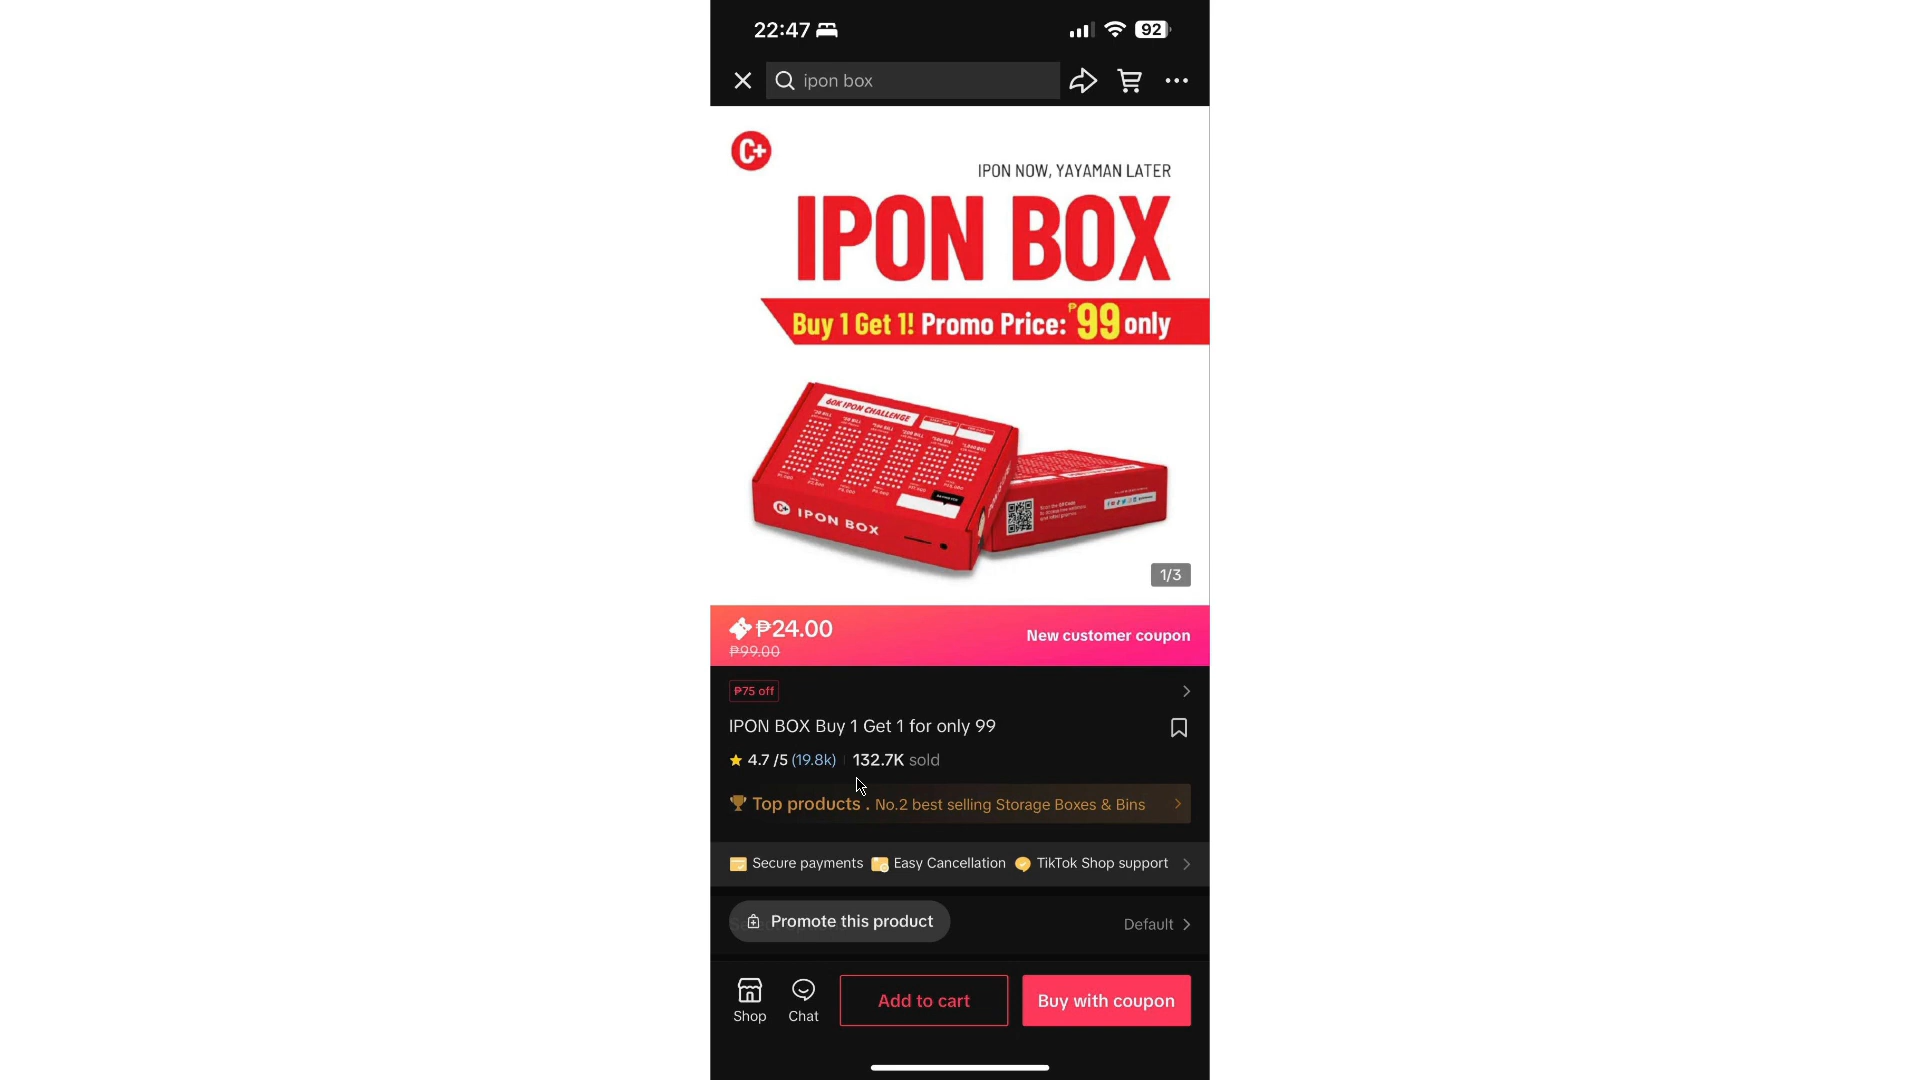 22:47
92
ipon box
C+
IPON NOW, YAYAMAN LATER
IPON BOX
Buy 1 Get 1! Promo Price: ₱99 only
60K IPON CHALLENGE
C+ IPON BOX
1/3
₱24.00
₱99.00
New customer coupon
₱75 off
IPON BOX Buy 1 Get 1 for only 99
4.7 /5 (19.8k) 132.7K sold
Top products . No.2 best selling Storage Boxes & Bins
Secure payments Easy Cancellation TikTok Shop support
Promote this product
Default
Shop
Chat
Add to cart
Buy with coupon